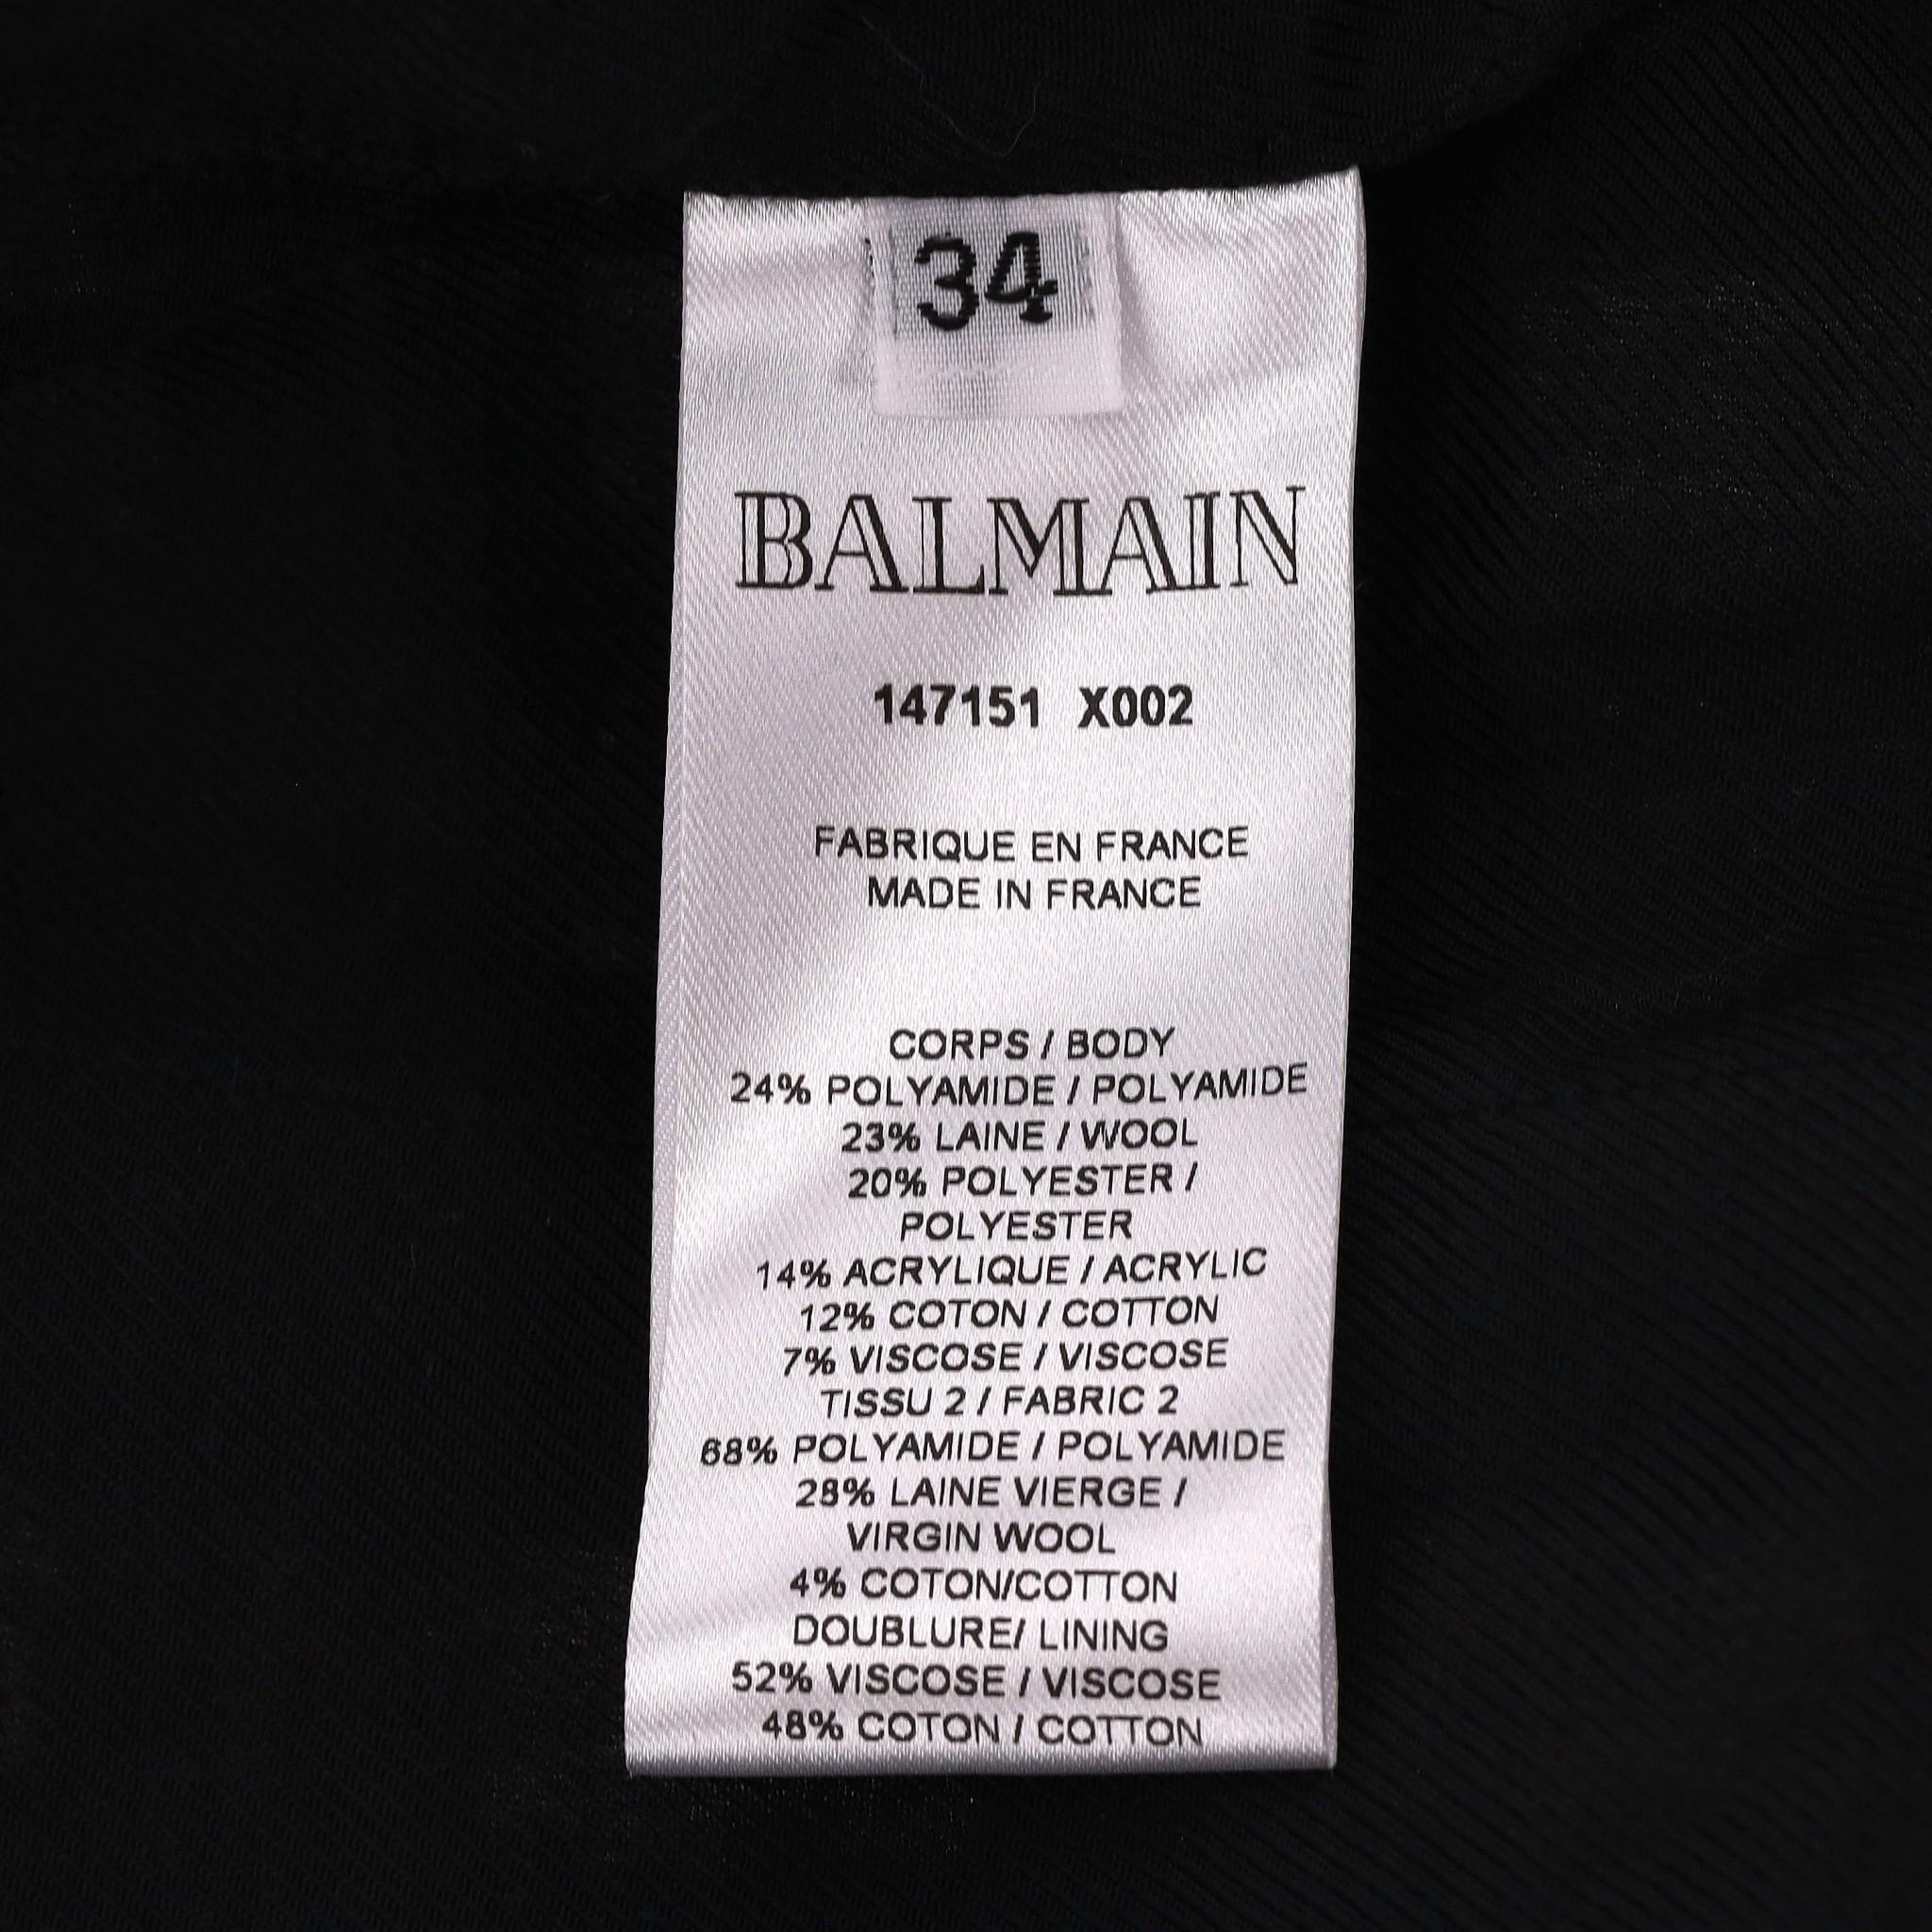 34
BALMAIN
147151 X002
FABRIQUE EN FRANCE
MADE IN FRANCE
CORPS / BODY
24% POLYAMIDE / POLYAMIDE
23% LAINE / WOOL
20% POLYESTER /
POLYESTER
14% ACRYLIQUE / ACRYLIC
12% COTON / COTTON
7% VISCOSE / VISCOSE
TISSU 2 / FABRIC 2
68% POLYAMIDE / POLYAMIDE
28% LAINE VIERGE /
VIRGIN WOOL
4% COTON/COTTON
DOUBLURE/ LINING
52% VISCOSE / VISCOSE
48% COTON / COTTON